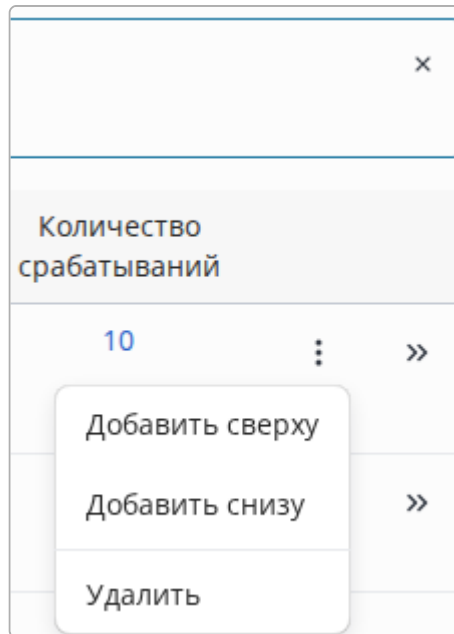 ×
Количество
срабатываний
10
⋮ »
Добавить сверху
Добавить снизу
»
Удалить